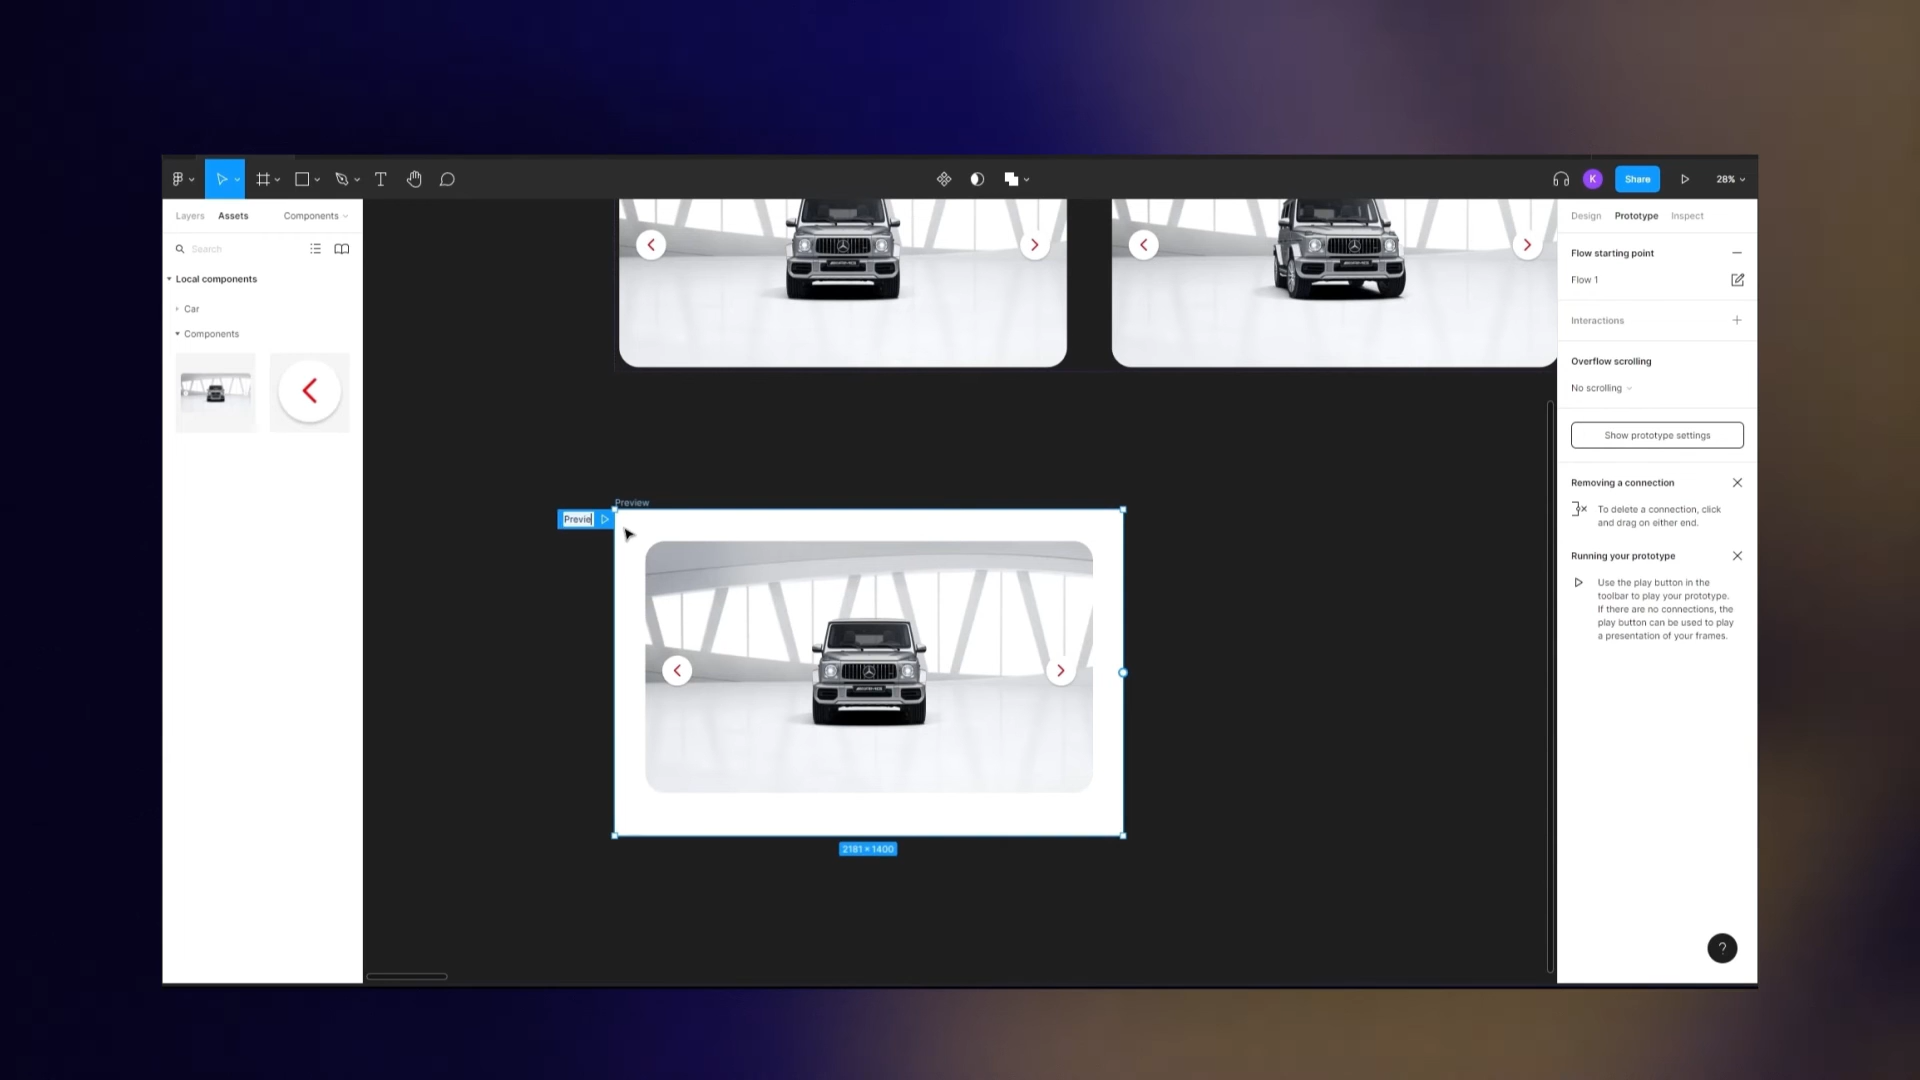 K
Share
28%
Layers
Assets
Components
Search
Local components
Car
Components
Preview
Previe
2181 × 1400
Design
Prototype
Inspect
Flow starting point
Flow 1
Interactions
Overflow scrolling
No scrolling
Show prototype settings
Removing a connection
To delete a connection, click
and drag on either end.
Running your prototype
Use the play button in the
toolbar to play your prototype.
If there are no connections, the
play button can be used to play
a presentation of your frames.
?